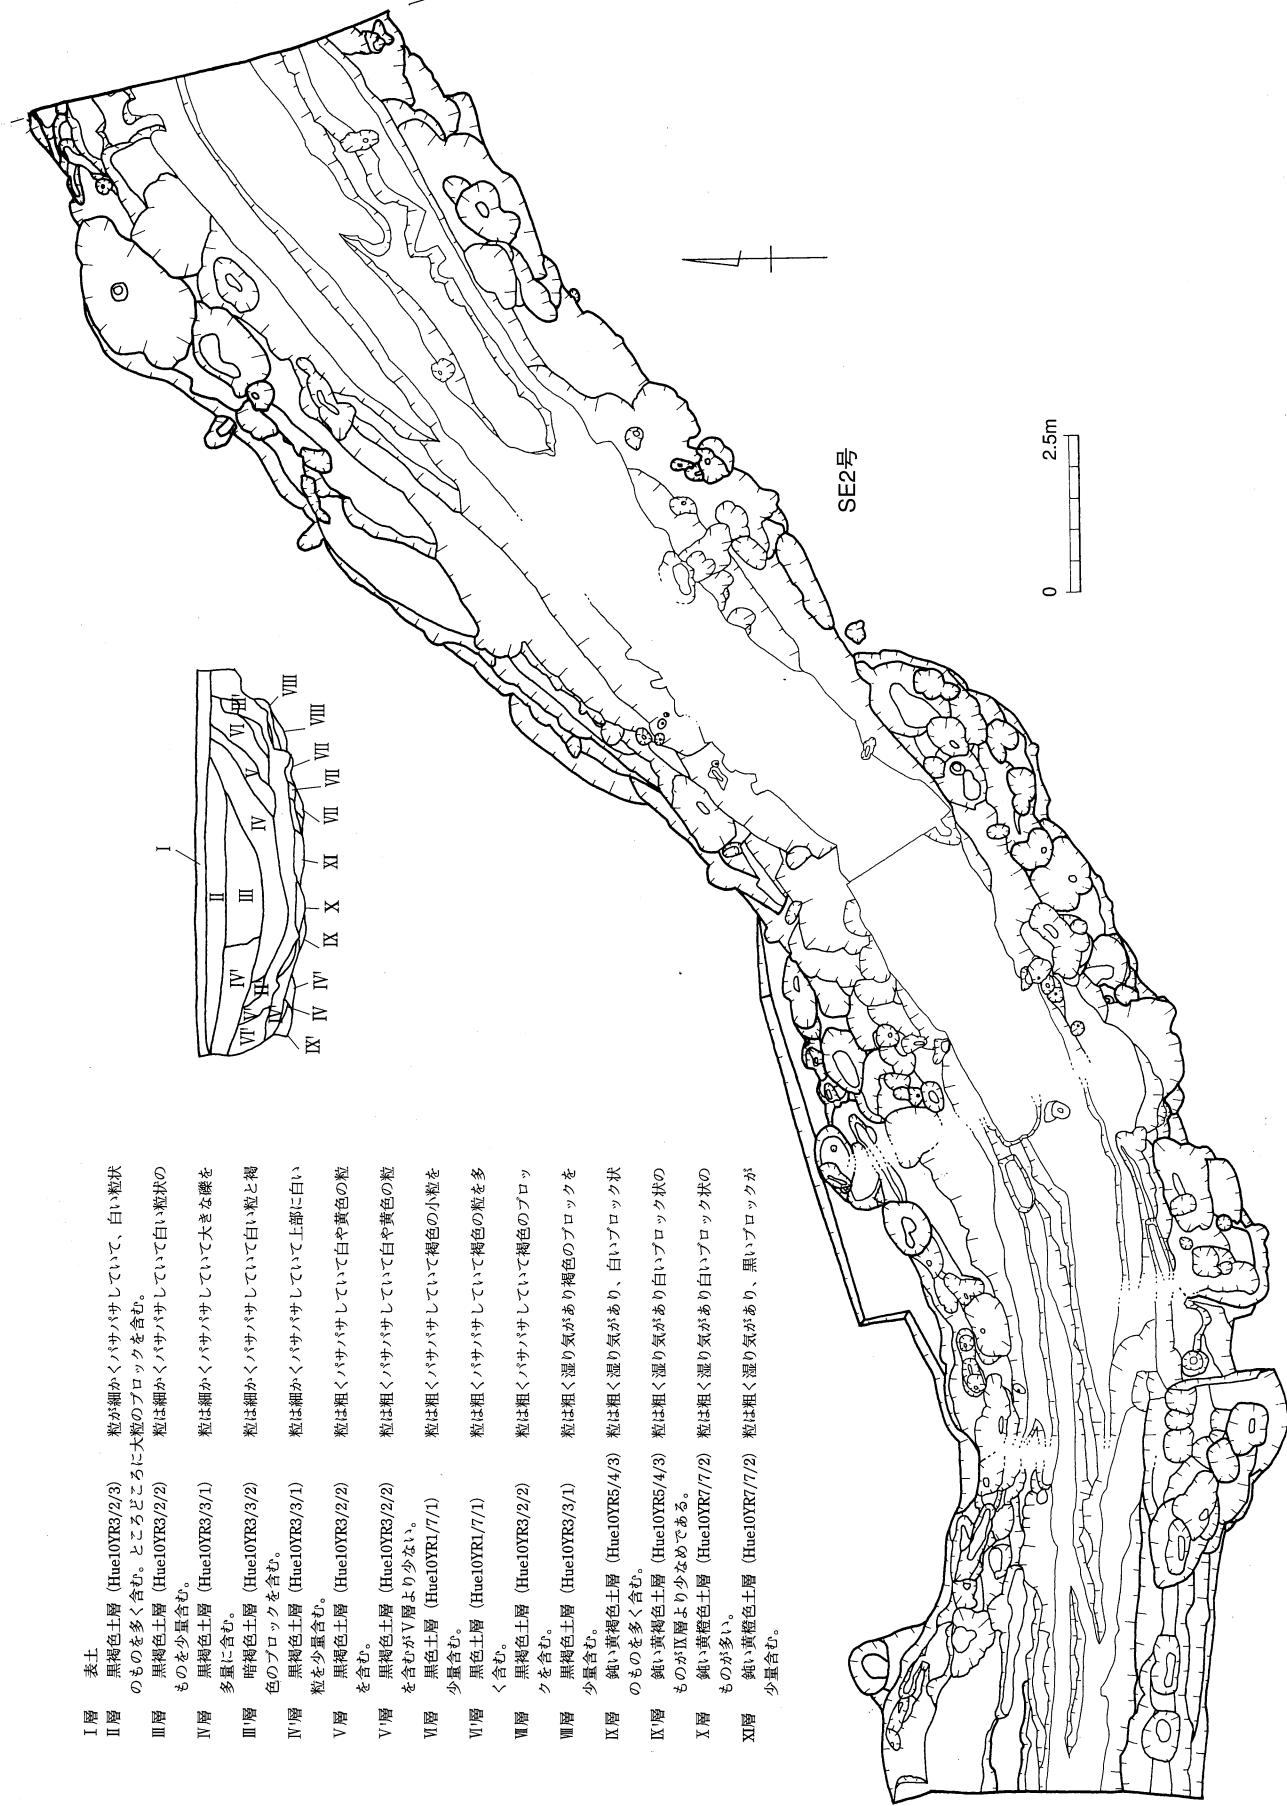 Ⅰ層　表土
Ⅱ層　黒褐色土層（Hue10YR3/2/3）粒が細かくパサパサしていて、白い粒状
のものを多く含む。ところどころに大粒のブロックを含む。
Ⅲ層　黒褐色土層（Hue10YR3/2/2）粒は細かくパサパサしていて白い粒状の
ものを少量含む。
Ⅳ層　黒褐色土層（Hue10YR3/3/1）粒は細かくパサパサしていて大きな礫を
多量に含む。
Ⅲ'層　暗褐色土層（Hue10YR3/3/2）粒は細かくパサパサしていて白い粒と褐
色のブロックを含む。
Ⅳ'層　黒褐色土層（Hue10YR3/3/1）粒は細かくパサパサしていて上部に白い
粒を少量含む。
Ⅴ層　黒褐色土層（Hue10YR3/2/2）粒は粗くパサパサしていて白や黄色の粒
を含む。
Ⅴ'層　黒褐色土層（Hue10YR3/2/2）粒は粗くパサパサしていて白や黄色の粒
を含むがⅤ層より少ない。
Ⅵ層　黒色土層（Hue10YR1/7/1）粒は粗くパサパサしていて褐色の小粒を
少量含む。
Ⅵ'層　黒色土層（Hue10YR1/7/1）粒は粗くパサパサしていて褐色の粒を多
く含む。
Ⅶ層　黒褐色土層（Hue10YR3/2/2）粒は粗くパサパサしていて褐色のブロッ
クを含む。
Ⅷ層　黒褐色土層（Hue10YR3/3/1）粒は粗く湿り気があり褐色のブロックを
少量含む。
Ⅸ層　鈍い黄褐色土層（Hue10YR5/4/3）粒は粗く湿り気があり、白いブロック状
のものを多く含む。
Ⅸ'層　鈍い黄褐色土層（Hue10YR5/4/3）粒は粗く湿り気があり白いブロック状の
ものがⅨ層より少なめである。
Ⅹ層　鈍い黄橙色土層（Hue10YR7/7/2）粒は粗く湿り気があり白いブロック状の
ものが多い。
Ⅺ層　鈍い黄橙色土層（Hue10YR7/7/2）粒は粗く湿り気があり、黒いブロックが
少量含む。
Ⅰ
Ⅱ
Ⅲ
Ⅳ'
Ⅲ'
Ⅵ'
Ⅴ'
Ⅳ
Ⅳ
Ⅴ
Ⅵ
Ⅸ'
Ⅳ
Ⅳ'
Ⅸ
Ⅹ
Ⅺ
Ⅶ
Ⅶ
Ⅶ
Ⅷ
Ⅷ
SE2号
0
2.5m